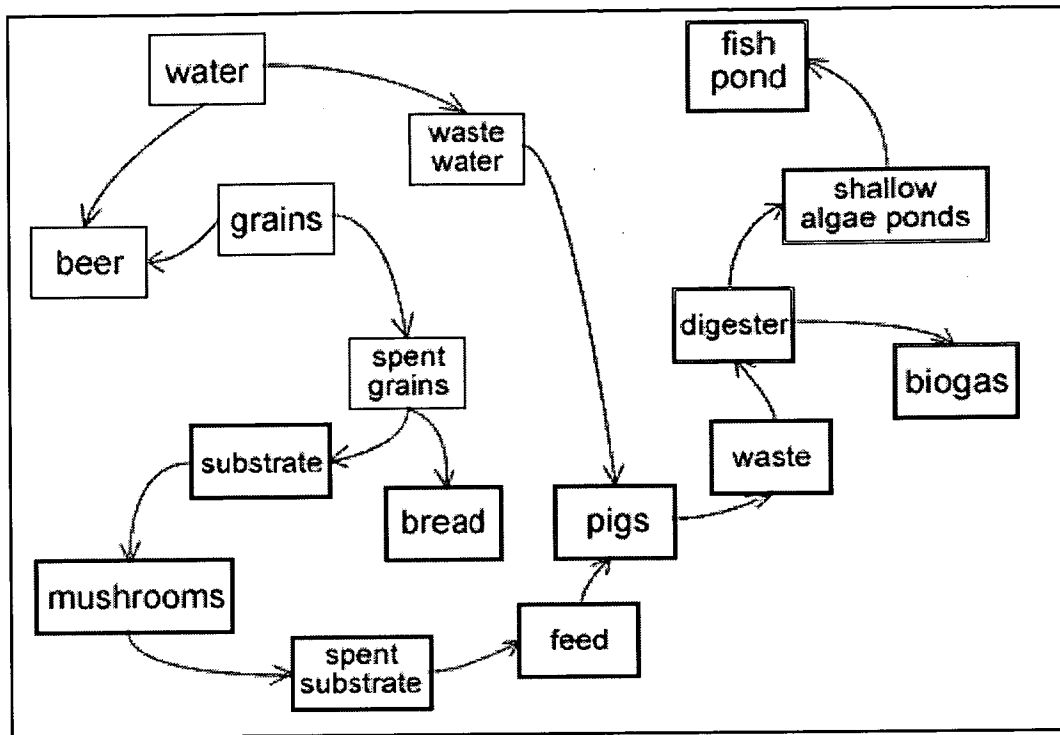 water
fish
pond
waste
water
shallow
algae ponds
grains
beer
digester
spent
grains
biogas
substrate
waste
bread
pigs
mushrooms
feed
spent
substrate